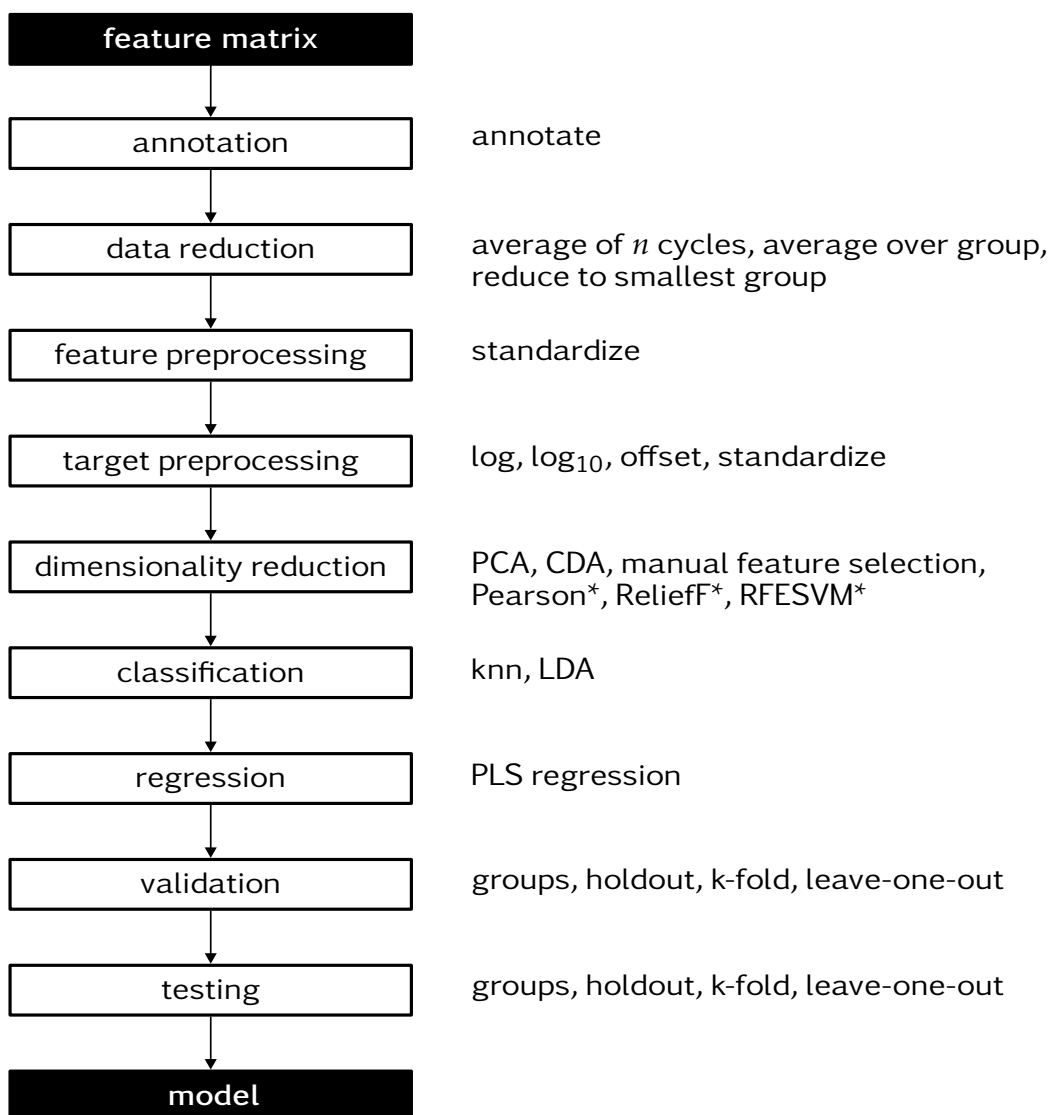 feature matrix
annotation
annotate
data reduction
average of n cycles, average over group,
reduce to smallest group
feature preprocessing
standardize
target preprocessing
log, log₁₀, offset, standardize
dimensionality reduction
PCA, CDA, manual feature selection,
Pearson*, ReliefF*, RFESVM*
classification
knn, LDA
regression
PLS regression
validation
groups, holdout, k-fold, leave-one-out
testing
groups, holdout, k-fold, leave-one-out
model